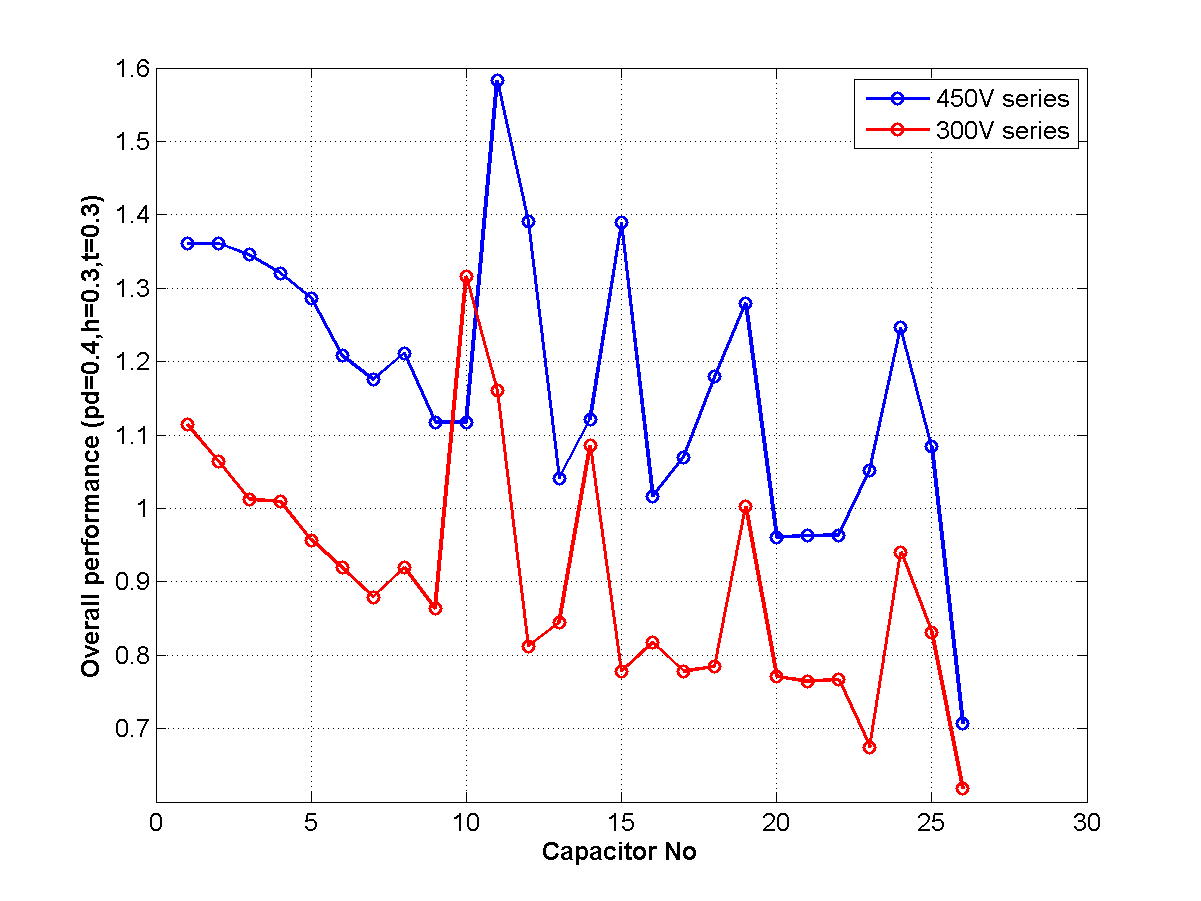 450V series
300V series
Overall performance (pd=0.4,h=0.3,t=0.3)
1.6
1.5
1.4
1.3
1.2
1.1
1
0.9
0.8
0.7
0 5 10 15 20 25 30
Capacitor No